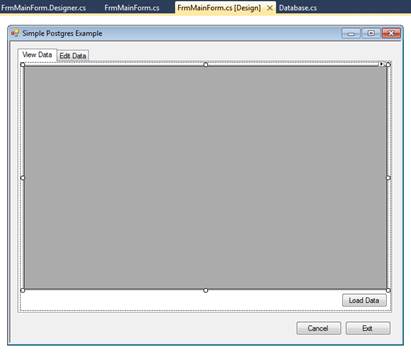 FrmMainForm.Designer.cs FrmMainForm.cs FrmMainForm.cs [Design] Database.cs
Simple Postgres Example
View Data Edit Data
Load Data
Cancel Exit